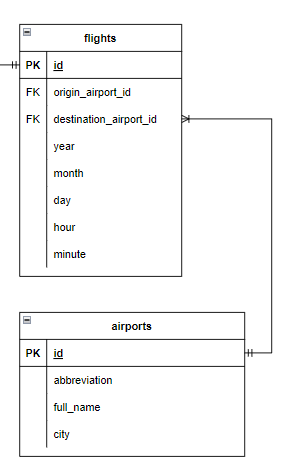 flights
PK id
FK origin_airport_id
FK destination_airport_id
year
month
day
hour
minute
airports
PK id
abbreviation
full_name
city